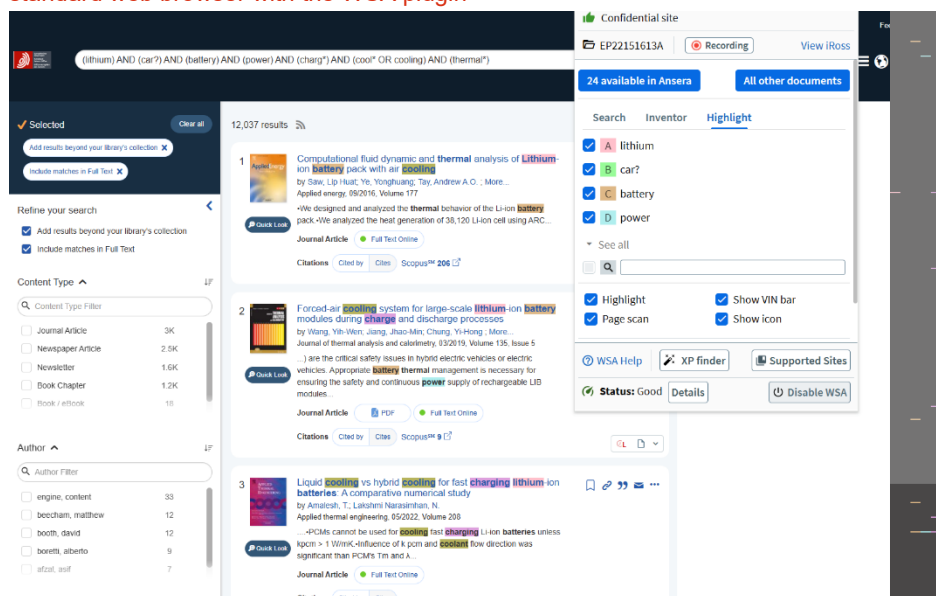 standard web browser with the WSA plugin
(lithium) AND (car?) AND (battery) AND (power) AND (charg*) AND (cool* OR cooling) AND (thermal*)
Selected
Clear all
Add results beyond your library's collection X
Include matches in Full Text X
Refine your search
Add results beyond your library's collection
Include matches in Full Text
Content Type
Content Type Filter
Journal Article 3K
Newspaper Article 2.5K
Newsletter 1.6K
Book Chapter 1.2K
Book / eBook 18
Author
Author Filter
engine, content 33
beecham, matthew 12
booth, david 12
boretti, alberto 9
afzal, asif 7
12,037 results
1
Computational fluid dynamic and thermal analysis of Lithium-
ion battery pack with air cooling
by Saw, Lip Huat; Ye, Yonghuang; Tay, Andrew A.O. ; More...
Applied energy, 09/2016, Volume 177
•We designed and analyzed the thermal behavior of the Li-ion battery
pack •We analyzed the heat generation of 38,120 Li-ion cell using ARC...
Quick Look
Journal Article Full Text Online
Citations Cited by Cites Scopus℠ 206
2
Forced-air cooling system for large-scale lithium-ion battery
modules during charge and discharge processes
by Wang, Yih-Wen; Jiang, Jhao-Min; Chung, Yi-Hong ; More...
Journal of thermal analysis and calorimetry, 03/2019, Volume 135, Issue 5
...) are the critical safety issues in hybrid electric vehicles or electric
vehicles. Appropriate battery thermal management is necessary for
ensuring the safety and continuous power supply of rechargeable LIB
modules...
Quick Look
Journal Article PDF Full Text Online
Citations Cited by Cites Scopus℠ 9
3
Liquid cooling vs hybrid cooling for fast charging lithium-ion
batteries: A comparative numerical study
by Amalesh, T.; Lakshmi Narasimhan, N.
Applied thermal engineering, 05/2022, Volume 208
...•PCMs cannot be used for cooling fast charging Li-ion batteries unless
kpcm > 1 W/mK.•Influence of k pcm and coolant flow direction was
significant than PCM's Tm and λ...
Quick Look
Journal Article Full Text Online
Confidential site
EP22151613A Recording View iRoss
24 available in Ansera All other documents
Search Inventor Highlight
A lithium
B car?
C battery
D power
See all
Highlight Show VIN bar
Page scan Show icon
WSA Help XP finder Supported Sites
Status: Good Details Disable WSA